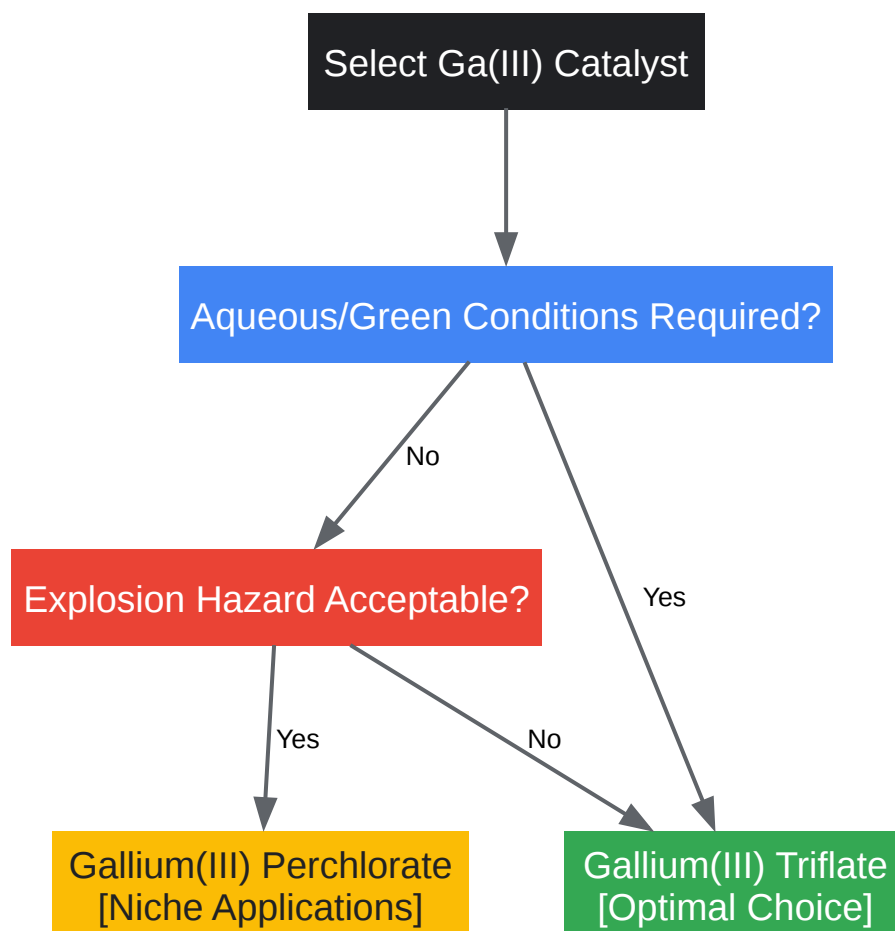 Select Ga(III) Catalyst
Aqueous/Green Conditions Required?
No
Explosion Hazard Acceptable?
Yes
Yes
No
Gallium(III) Perchlorate
[Niche Applications]
Gallium(III) Triflate
[Optimal Choice]